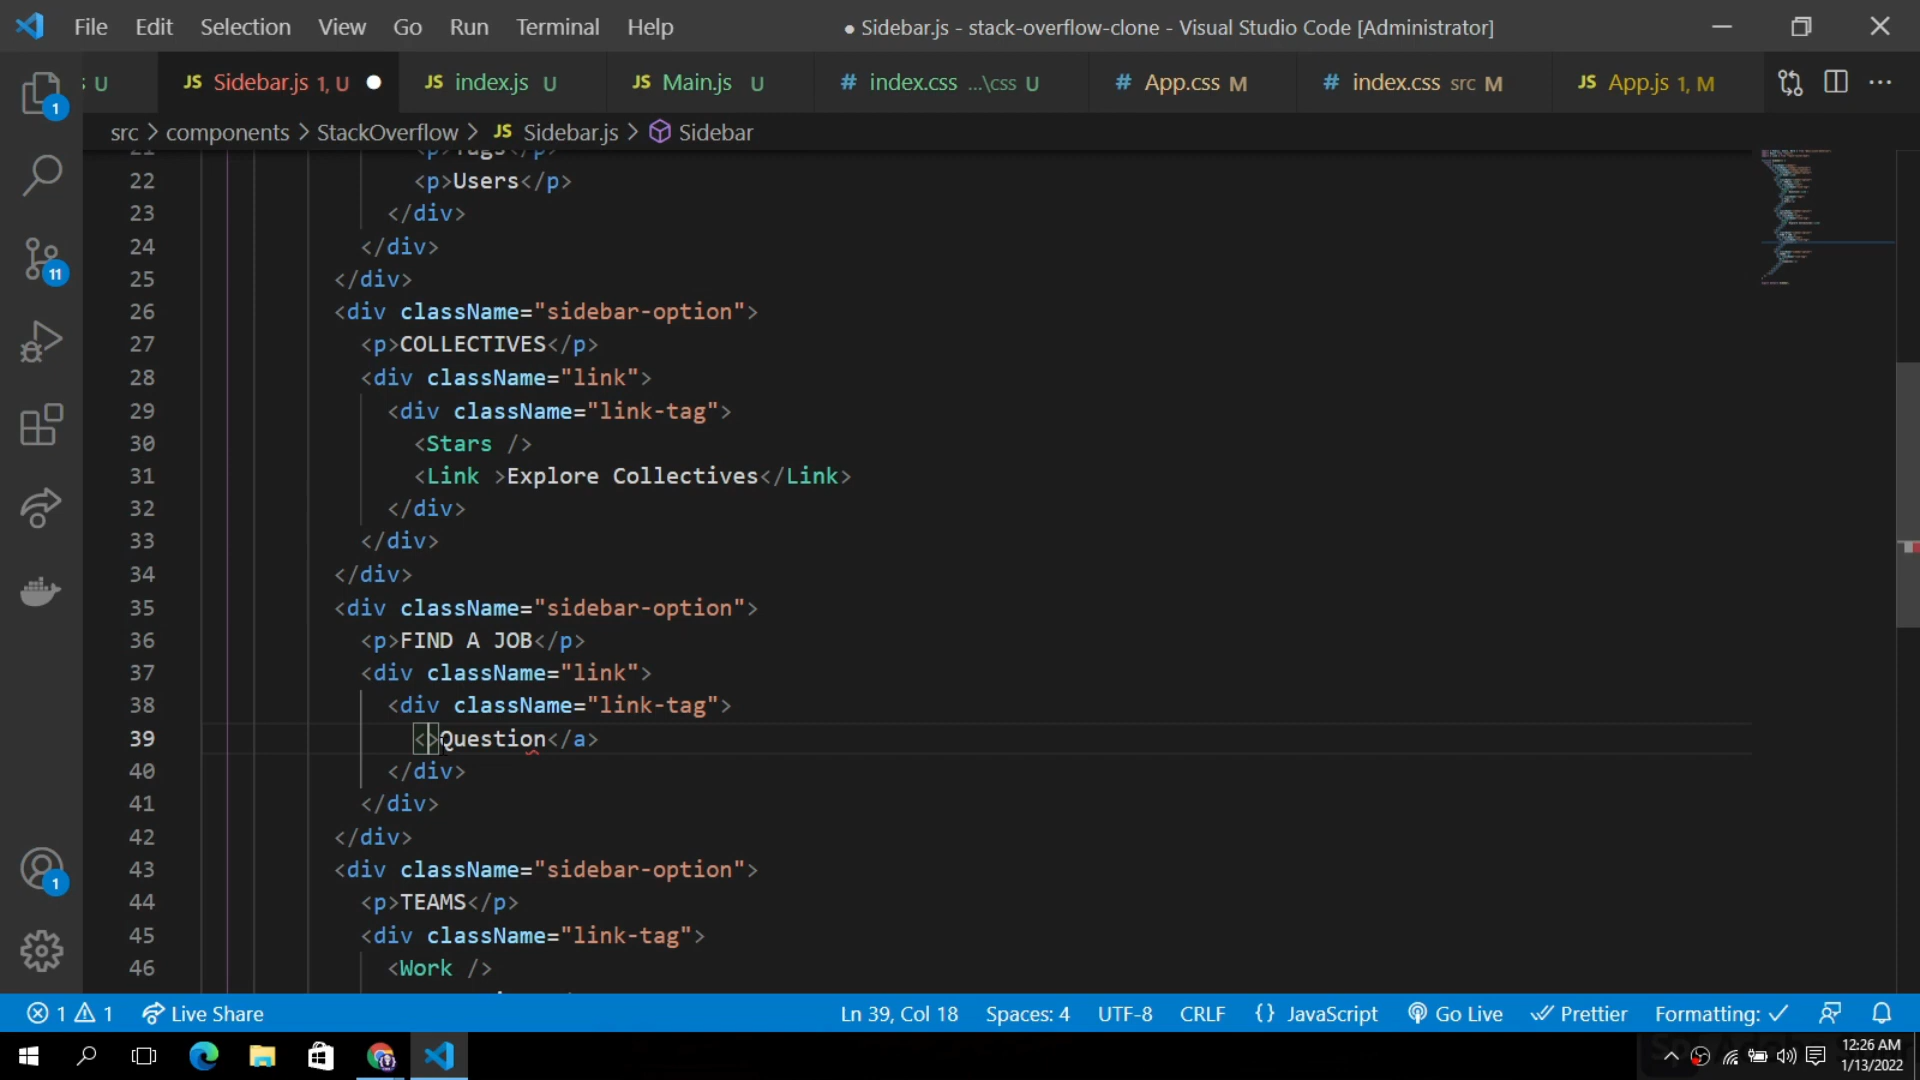 File Edit Selection View Go Run Terminal Help ● Sidebar.js - stack-overflow-clone - Visual Studio Code [Administrator]
U JS Sidebar.js 1, U JS index.js U JS Main.js U # index.css ...\css U # App.css M # index.css src M JS App.js 1, M
src > components > StackOverflow > JS Sidebar.js > Sidebar
21 <p>Tags</p>
22 <p>Users</p>
23 </div>
24 </div>
25 </div>
26 <div className="sidebar-option">
27 <p>COLLECTIVES</p>
28 <div className="link">
29 <div className="link-tag">
30 <Stars />
31 <Link >Explore Collectives</Link>
32 </div>
33 </div>
34 </div>
35 <div className="sidebar-option">
36 <p>FIND A JOB</p>
37 <div className="link">
38 <div className="link-tag">
39 <>Question</a>
40 </div>
41 </div>
42 </div>
43 <div className="sidebar-option">
44 <p>TEAMS</p>
45 <div className="link-tag">
46 <Work />
1
11
1
1 1 Live Share Ln 39, Col 18 Spaces: 4 UTF-8 CRLF {} JavaScript Go Live Prettier Formatting: ✓
12:26 AM
1/13/2022